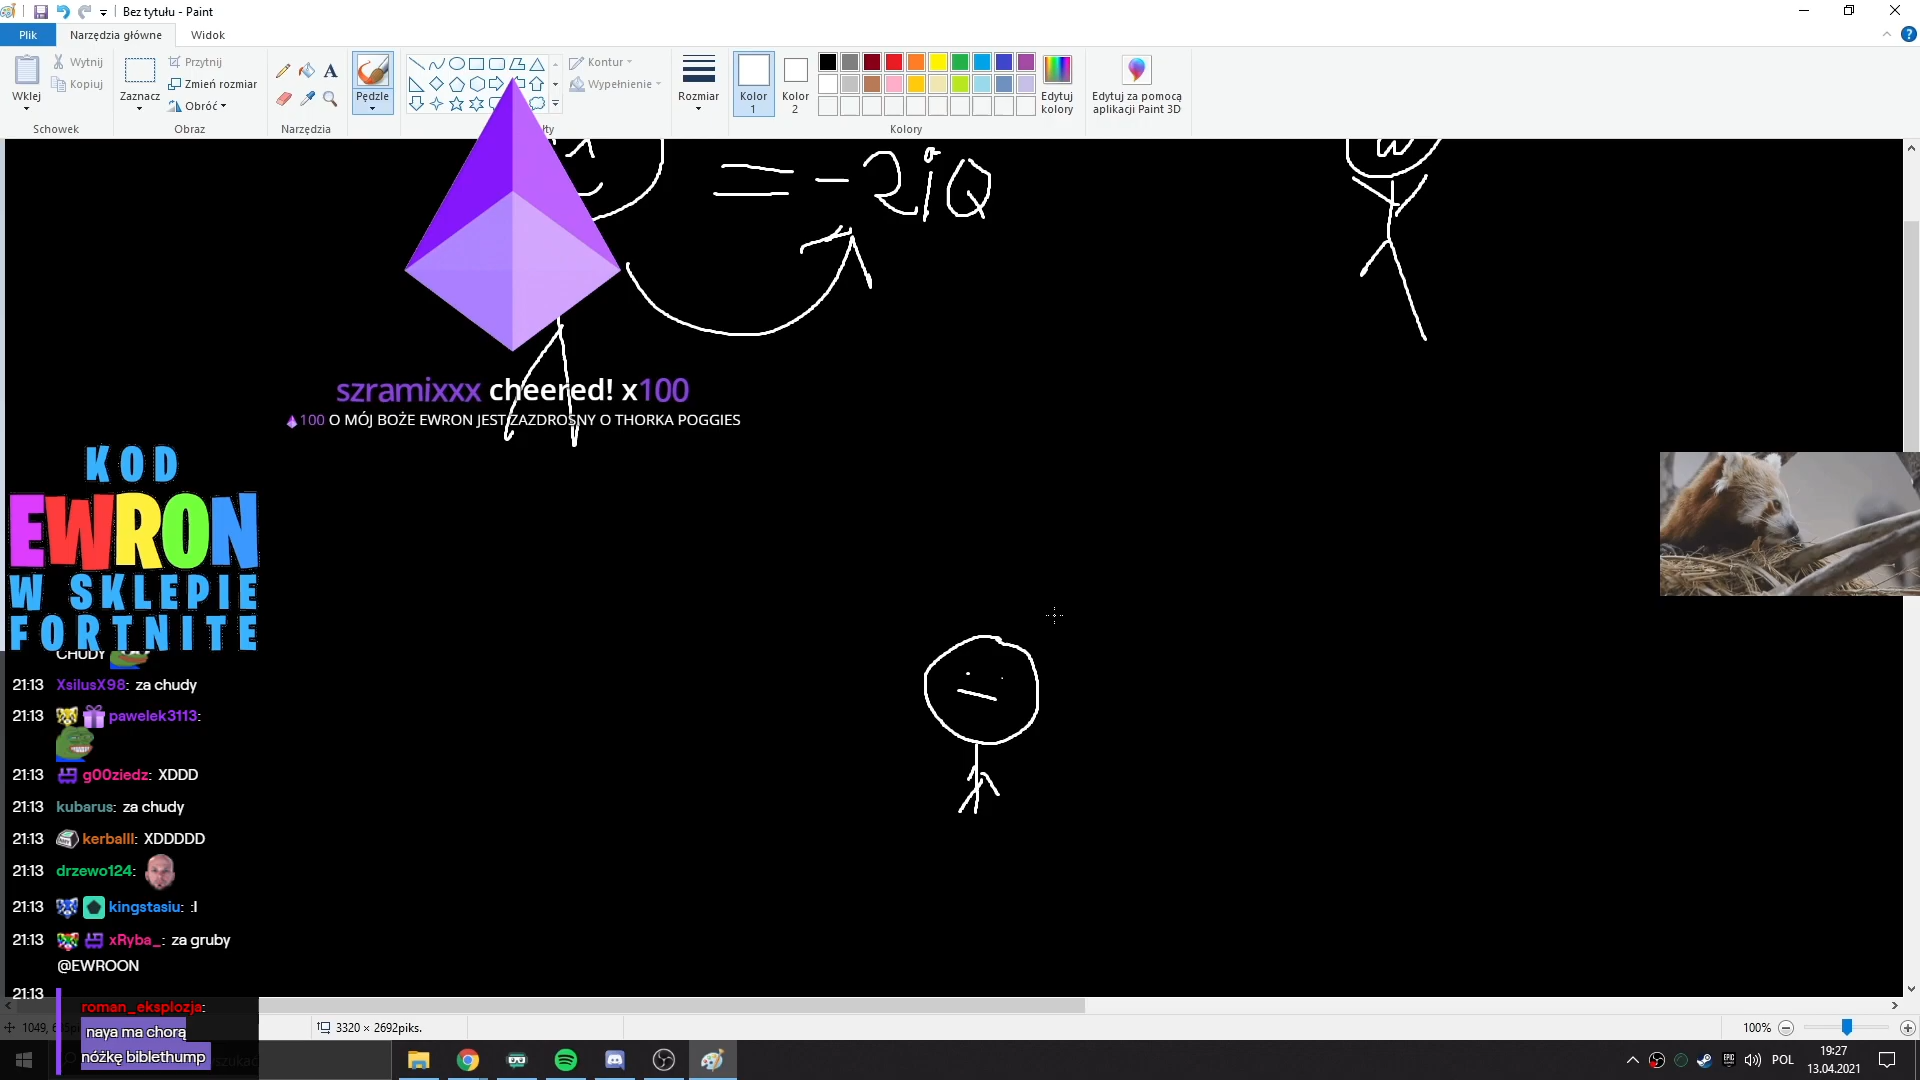 Bez tytułu - Paint
Plik
Narzędzia główne
Widok
Wklej
Wytnij
Kopiuj
Schowek
Zaznacz
Przytnij
Zmień rozmiar
Obróć
Obraz
A
Narzędzia
Pędzle
Kontur
Wypełnienie
Rozmiar
Kolor 1
Kolor 2
Edytuj kolory
Kolory
Edytuj za pomocą
aplikacji Paint 3D
= -2iQ
szramixxx cheered! x100
100 O MÓJ BOŻE EWRON JEST ZAZDROSNY O THORKA POGGIES
KOD
EWRON
W SKLEPIE
FORTNITE
CHUDY
21:13 XsilusX98: za chudy
21:13 pawelek3113:
21:13 g00ziedz: XDDD
21:13 kubarus: za chudy
21:13 kerballl: XDDDDD
21:13 drzewo124:
21:13 kingstasiu: :l
21:13 xRyba_: za gruby
@EWROON
21:13
roman_eksplozja:
naya ma chorą
nóżkę biblethump
3320 × 2692piks.
100%
POL
19:27
13.04.2021